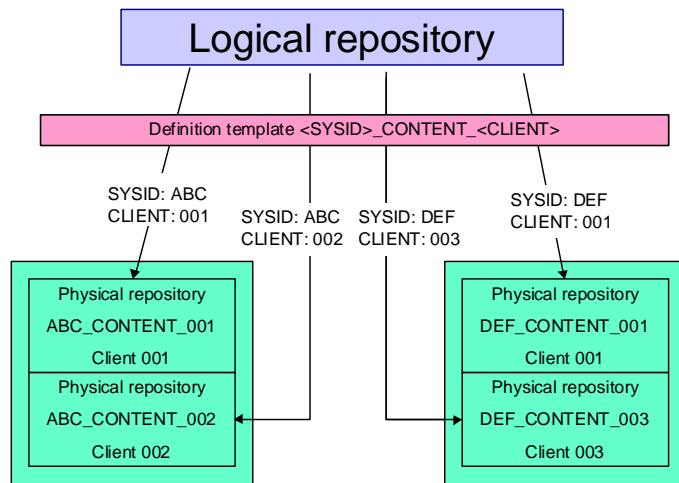 Logical repository
Definition template <SYSID>_CONTENT_<CLIENT>
SYSID: ABC
CLIENT: 001
SYSID: ABC
CLIENT: 002
SYSID: DEF
CLIENT: 003
SYSID: DEF
CLIENT: 001
Physical repository
ABC_CONTENT_001
Client 001
Physical repository
ABC_CONTENT_002
Client 002
Physical repository
DEF_CONTENT_001
Client 001
Physical repository
DEF_CONTENT_003
Client 003